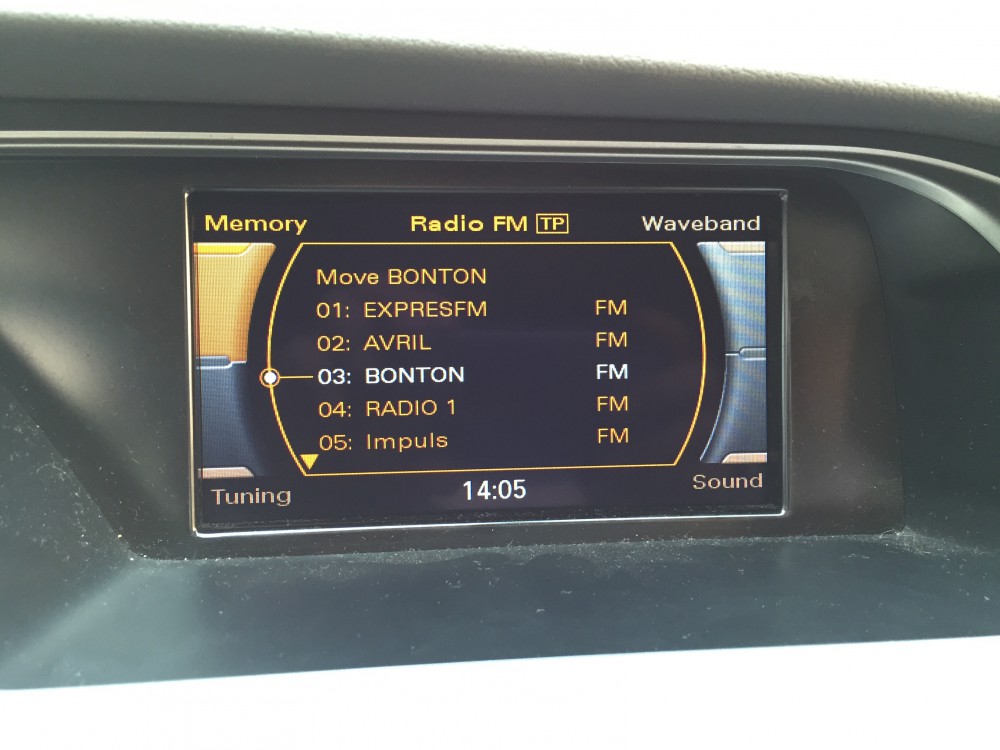 Memory Radio FM TP Waveband
Move BONTON
01: EXPRESFM FM
02: AVRIL FM
03: BONTON FM
04: RADIO 1 FM
05: Impuls FM
Tuning 14:05 Sound